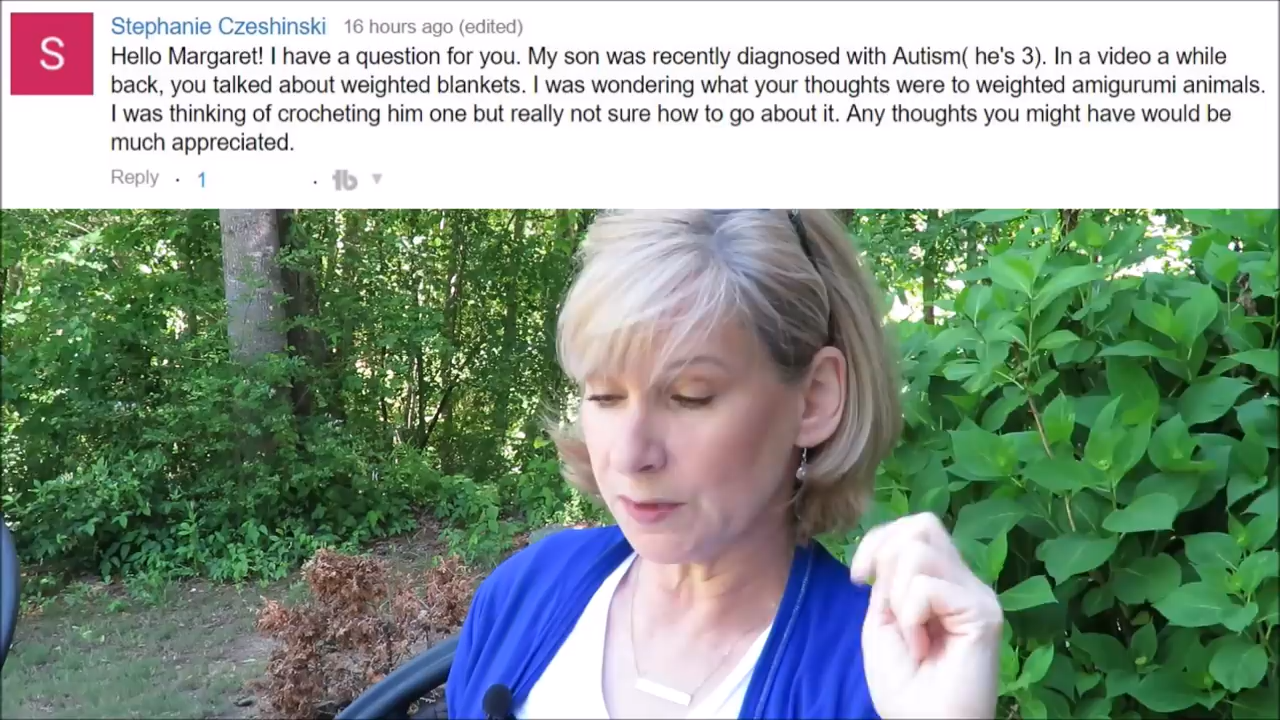 S
Stephanie Czeshinski 16 hours ago (edited)
Hello Margaret! I have a question for you. My son was recently diagnosed with Autism( he's 3). In a video a while
back, you talked about weighted blankets. I was wondering what your thoughts were to weighted amigurumi animals.
I was thinking of crocheting him one but really not sure how to go about it. Any thoughts you might have would be
much appreciated.
Reply · 1 · tb